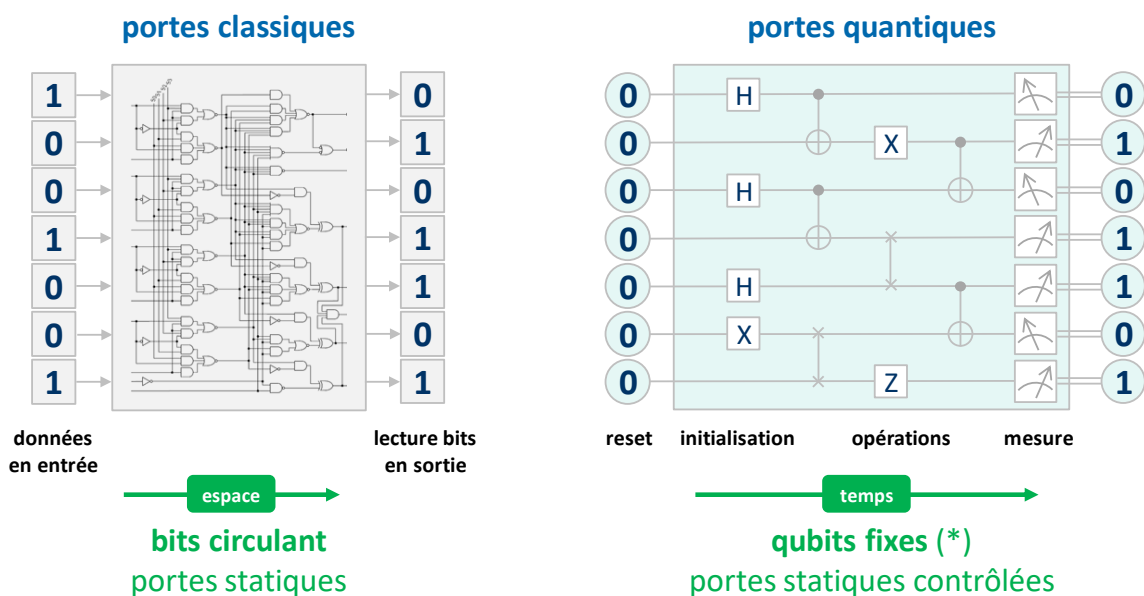 portes classiques
portes quantiques
1
0
0
1
0
0
1
0
1
0
1
1
0
1
0 H 0
0 X 1
0 H 0
0 1
0 H 1
0 X 0
0 Z 1
données
en entrée
lecture bits
en sortie
reset initialisation opérations mesure
espace
temps
bits circulant
portes statiques
qubits fixes (*)
portes statiques contrôlées